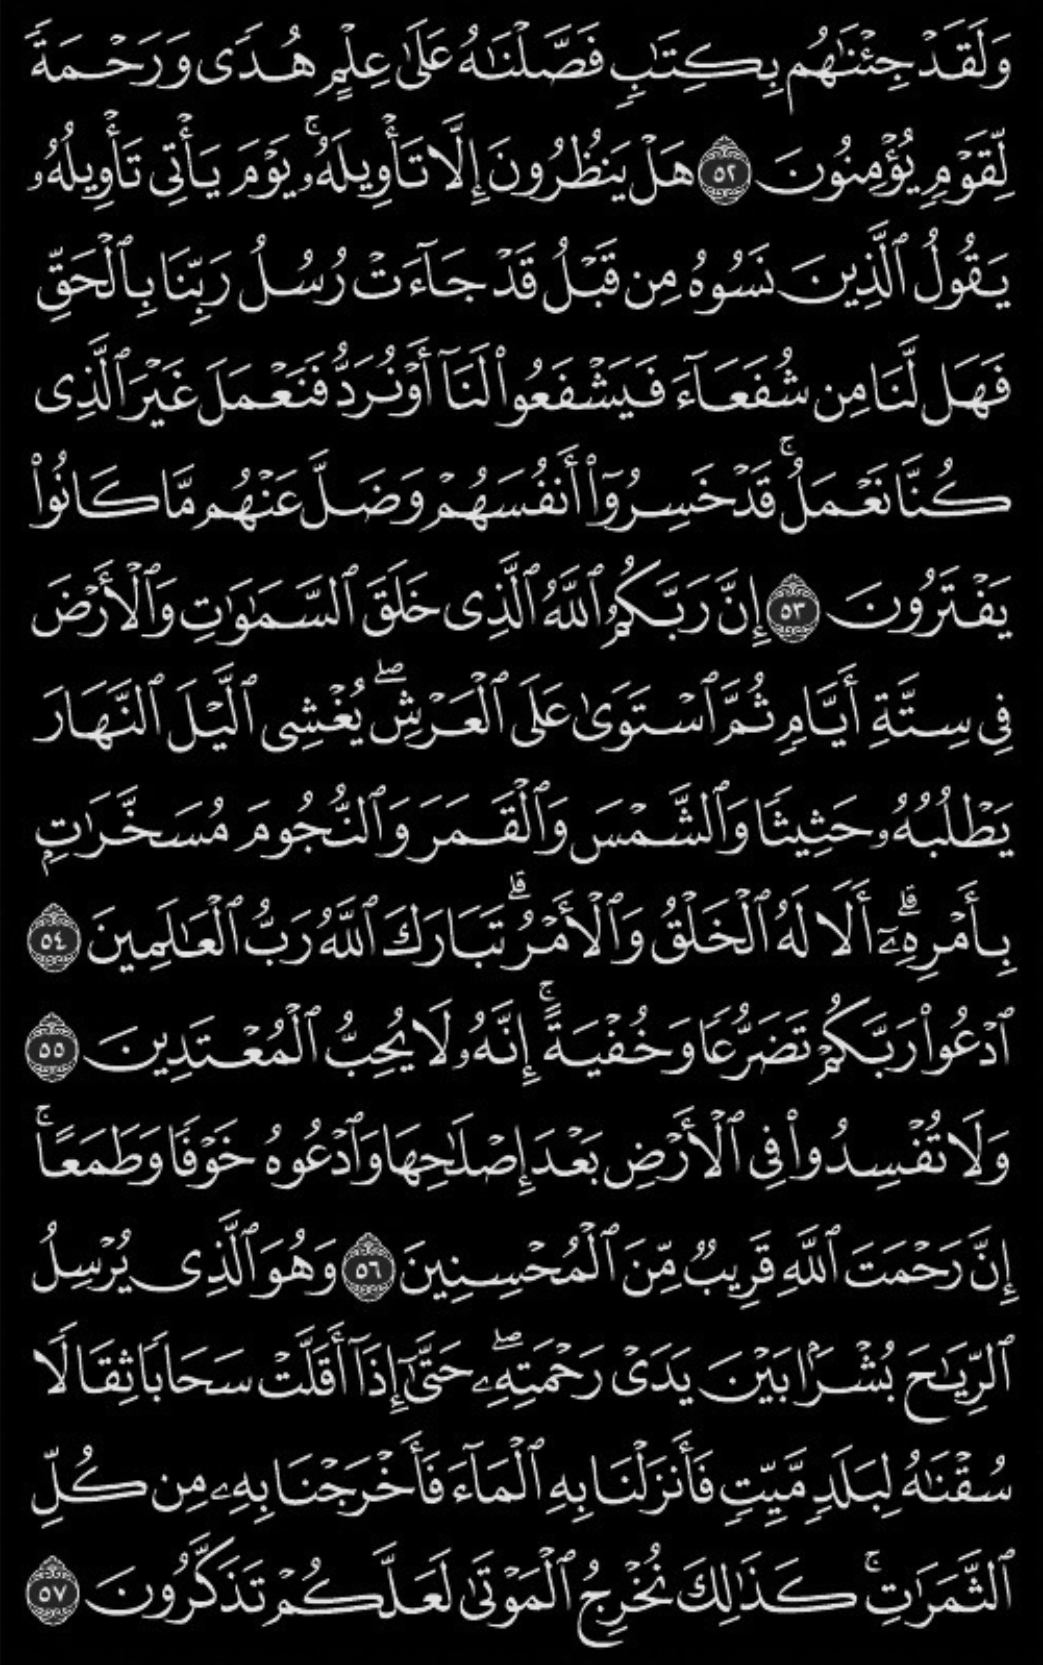 وَلَقَدْ جِئْنَٰهُم بِكِتَٰبٍ فَصَّلْنَٰهُ عَلَىٰ عِلْمٍ هُدًى وَرَحْمَةً
لِّقَوْمٍ يُؤْمِنُونَ ٥٢ هَلْ يَنظُرُونَ إِلَّا تَأْوِيلَهُۥ ۚ يَوْمَ يَأْتِى تَأْوِيلُهُۥ
يَقُولُ ٱلَّذِينَ نَسُوهُ مِن قَبْلُ قَدْ جَآءَتْ رُسُلُ رَبِّنَا بِٱلْحَقِّ
فَهَل لَّنَا مِن شُفَعَآءَ فَيَشْفَعُوا۟ لَنَآ أَوْ نُرَدُّ فَنَعْمَلَ غَيْرَ ٱلَّذِى
كُنَّا نَعْمَلُ ۚ قَدْ خَسِرُوٓا۟ أَنفُسَهُمْ وَضَلَّ عَنْهُم مَّا كَانُوا۟
يَفْتَرُونَ ٥٣ إِنَّ رَبَّكُمُ ٱللَّهُ ٱلَّذِى خَلَقَ ٱلسَّمَٰوَٰتِ وَٱلْأَرْضَ
فِى سِتَّةِ أَيَّامٍ ثُمَّ ٱسْتَوَىٰ عَلَى ٱلْعَرْشِ ۖ يُغْشِى ٱلَّيْلَ ٱلنَّهَارَ
يَطْلُبُهُۥ حَثِيثًا وَٱلشَّمْسَ وَٱلْقَمَرَ وَٱلنُّجُومَ مُسَخَّرَٰتٍۭ
بِأَمْرِهِۦٓ ۗ أَلَا لَهُ ٱلْخَلْقُ وَٱلْأَمْرُ ۗ تَبَارَكَ ٱللَّهُ رَبُّ ٱلْعَٰلَمِينَ ٥٤
ٱدْعُوا۟ رَبَّكُمْ تَضَرُّعًا وَخُفْيَةً ۚ إِنَّهُۥ لَا يُحِبُّ ٱلْمُعْتَدِينَ ٥٥
وَلَا تُفْسِدُوا۟ فِى ٱلْأَرْضِ بَعْدَ إِصْلَٰحِهَا وَٱدْعُوهُ خَوْفًا وَطَمَعًا ۚ
إِنَّ رَحْمَتَ ٱللَّهِ قَرِيبٌ مِّنَ ٱلْمُحْسِنِينَ ٥٦ وَهُوَ ٱلَّذِى يُرْسِلُ
ٱلرِّيَٰحَ بُشْرًۢا بَيْنَ يَدَىْ رَحْمَتِهِۦ ۖ حَتَّىٰٓ إِذَآ أَقَلَّتْ سَحَابًا ثِقَالًا
سُقْنَٰهُ لِبَلَدٍ مَّيِّتٍ فَأَنزَلْنَا بِهِ ٱلْمَآءَ فَأَخْرَجْنَا بِهِۦ مِن كُلِّ
ٱلثَّمَرَٰتِ ۚ كَذَٰلِكَ نُخْرِجُ ٱلْمَوْتَىٰ لَعَلَّكُمْ تَذَكَّرُونَ ٥٧